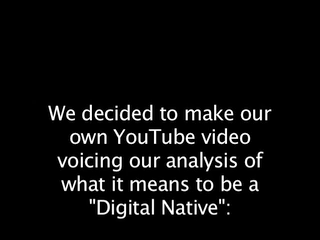 We decided to make our
own YouTube video
voicing our analysis of
what it means to be a
"Digital Native":